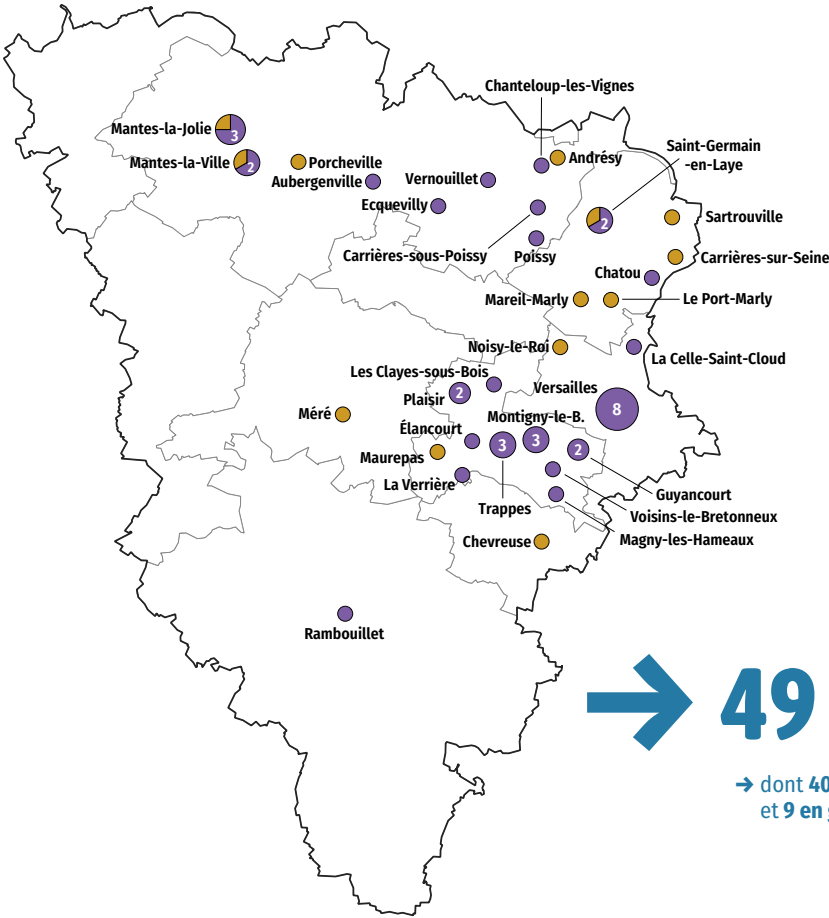 Chanteloup-les-Vignes
Mantes-la-Jolie
3
Andrésy
Saint-Germain
-en-Laye
Mantes-la-Ville
2
Porcheville
Aubergenville
Vernouillet
Ecquevilly
2
Sartrouville
Carrières-sous-Poissy
Poissy
Carrières-sur-Seine
Chatou
Mareil-Marly
Le Port-Marly
Noisy-le-Roi
La Celle-Saint-Cloud
Les Clayes-sous-Bois
Versailles
8
Plaisir
2
Méré
Montigny-le-B.
3
Élancourt
3
2
Maurepas
La Verrière
Trappes
Guyancourt
Voisins-le-Bretonneux
Magny-les-Hameaux
Chevreuse
Rambouillet
→ 49
→ dont 40
et 9 en